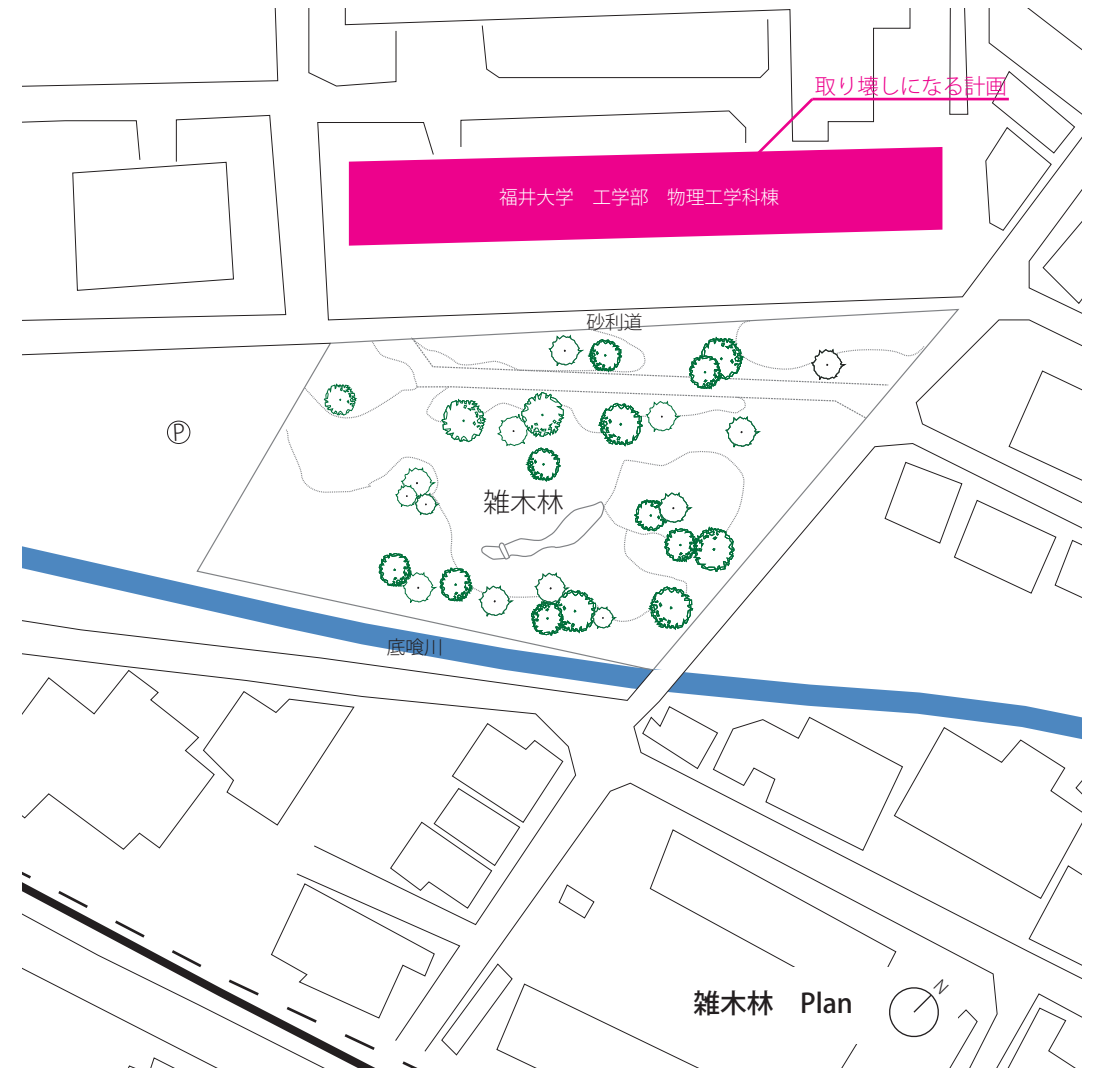 取り壊しになる計画
福井大学　工学部　物理工学科棟
砂利道
P
雑木林
底喰川
雑木林　Plan
N